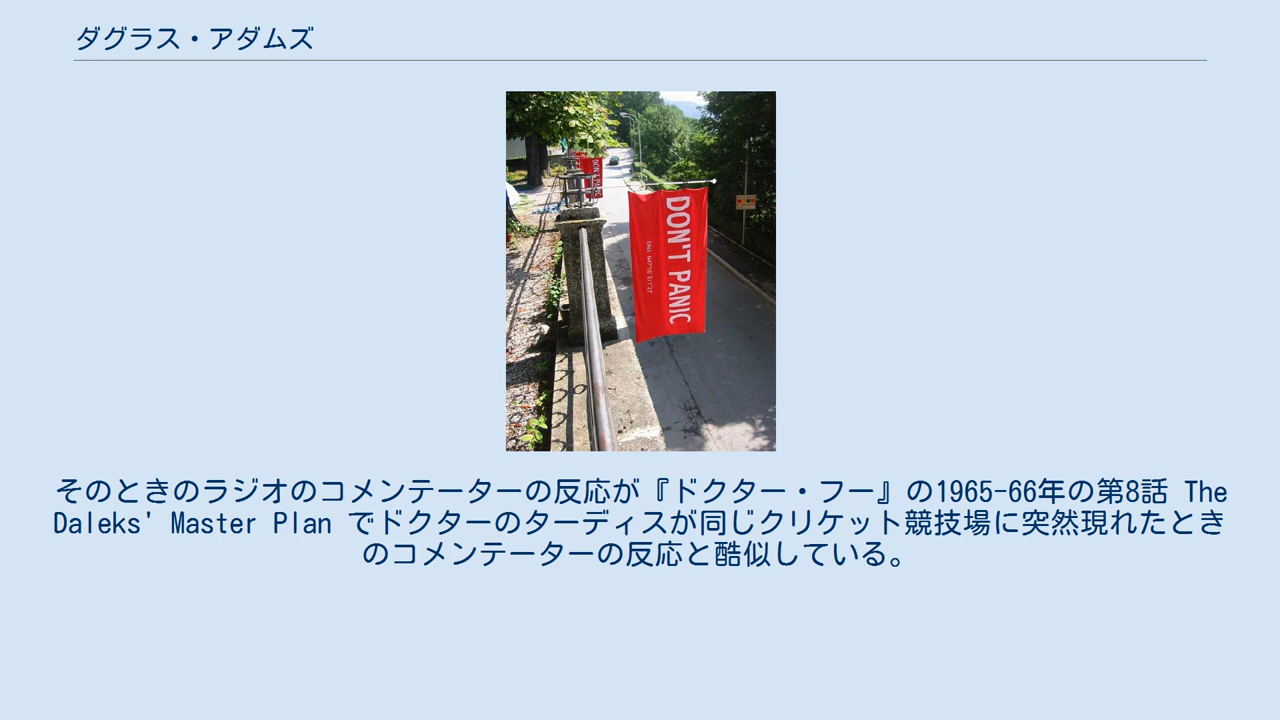 ダグラス・アダムズ
DON'T PANIC
DON'T PANIC
そのときのラジオのコメンテーターの反応が『ドクター・フー』の1965-66年の第8話 The
Daleks' Master Plan でドクターのターディスが同じクリケット競技場に突然現れたとき
のコメンテーターの反応と酷似している。